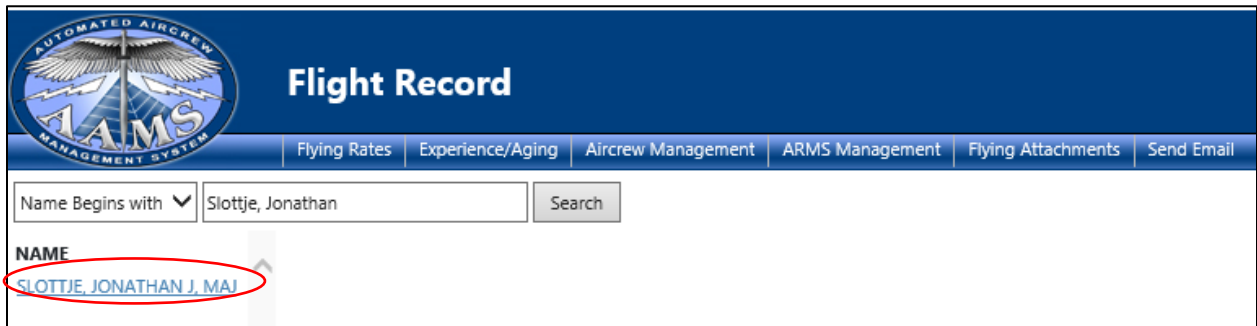 AUTOMATED AIRCREW
AAMS
MANAGEMENT SYSTEM
Flight Record
Flying Rates Experience/Aging Aircrew Management ARMS Management Flying Attachments Send Email
Name Begins with Slottje, Jonathan Search
NAME
SLOTTJE, JONATHAN J, MAJ